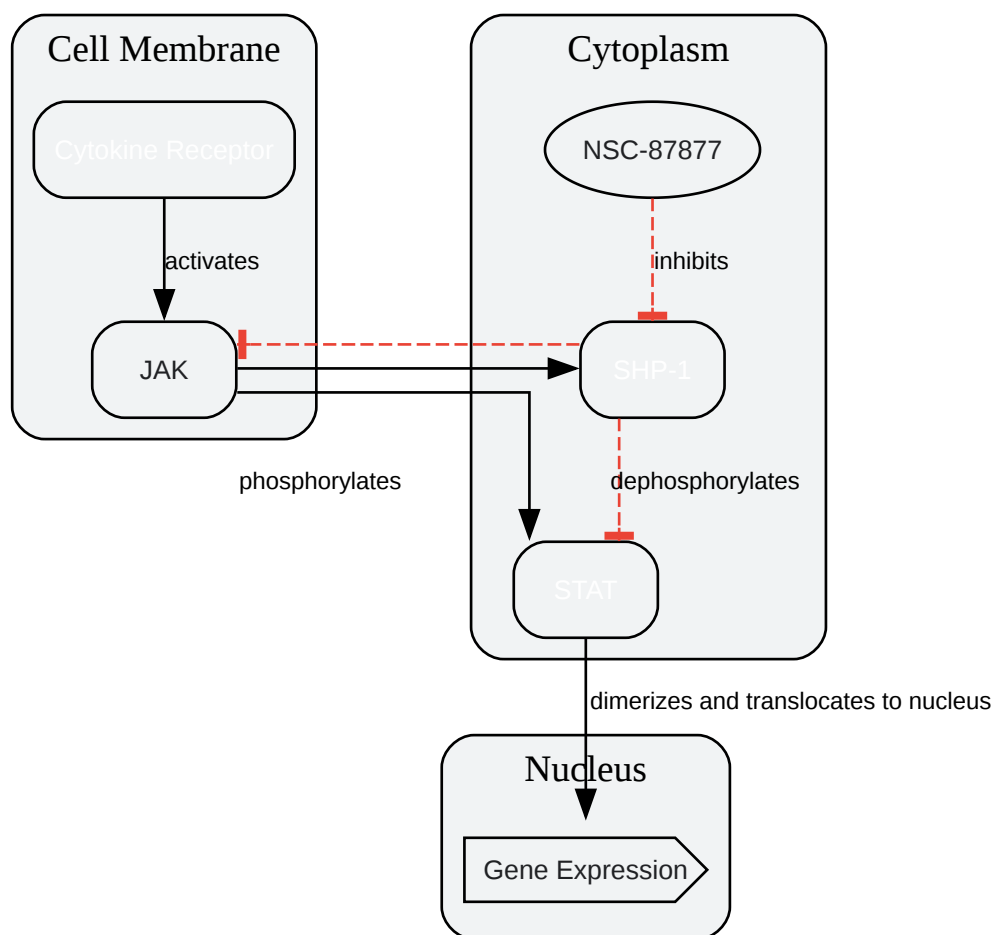 Cell Membrane
Cytoplasm
Cytokine Receptor
NSC-87877
activates
inhibits
JAK
SHP-1
phosphorylates
dephosphorylates
STAT
dimerizes and translocates to nucleus
Nucleus
Gene Expression